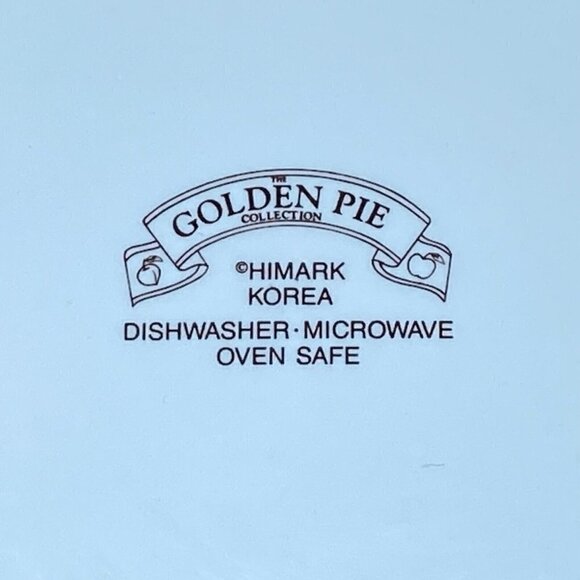 THE
GOLDEN PIE
COLLECTION
©HIMARK
KOREA
DISHWASHER·MICROWAVE
OVEN SAFE